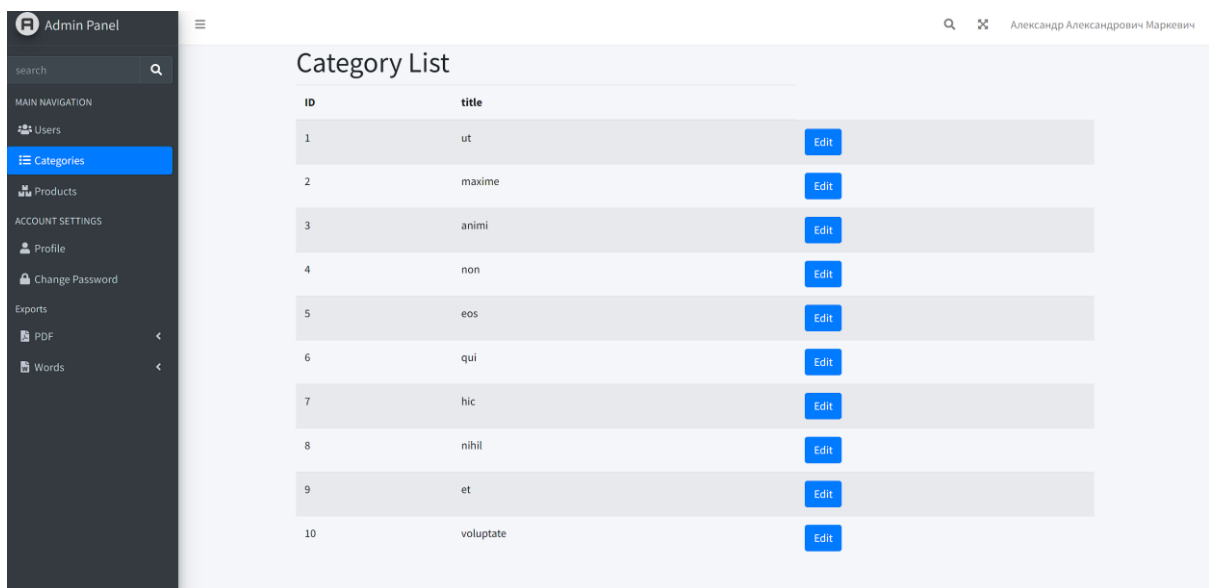 Admin Panel
Александр Александрович Маркевич
search
MAIN NAVIGATION
Users
Categories
Products
ACCOUNT SETTINGS
Profile
Change Password
Exports
PDF
Words
Category List
ID title
1 ut Edit
2 maxime Edit
3 animi Edit
4 non Edit
5 eos Edit
6 qui Edit
7 hic Edit
8 nihil Edit
9 et Edit
10 voluptate Edit